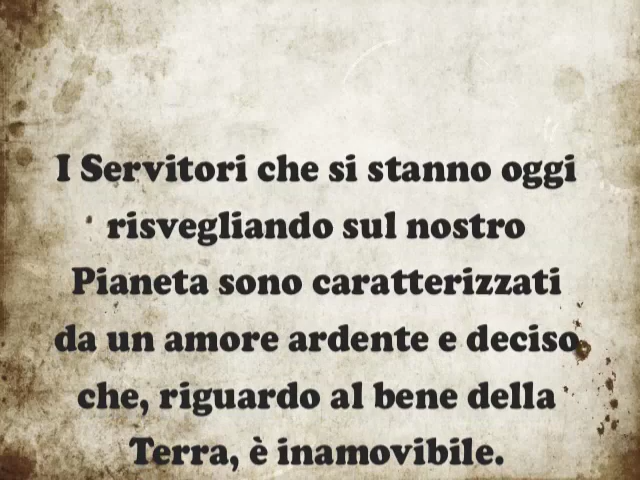 I Servitori che si stanno oggi
risvegliando sul nostro
Pianeta sono caratterizzati
da un amore ardente e deciso
che, riguardo al bene della
Terra, è inamovibile.